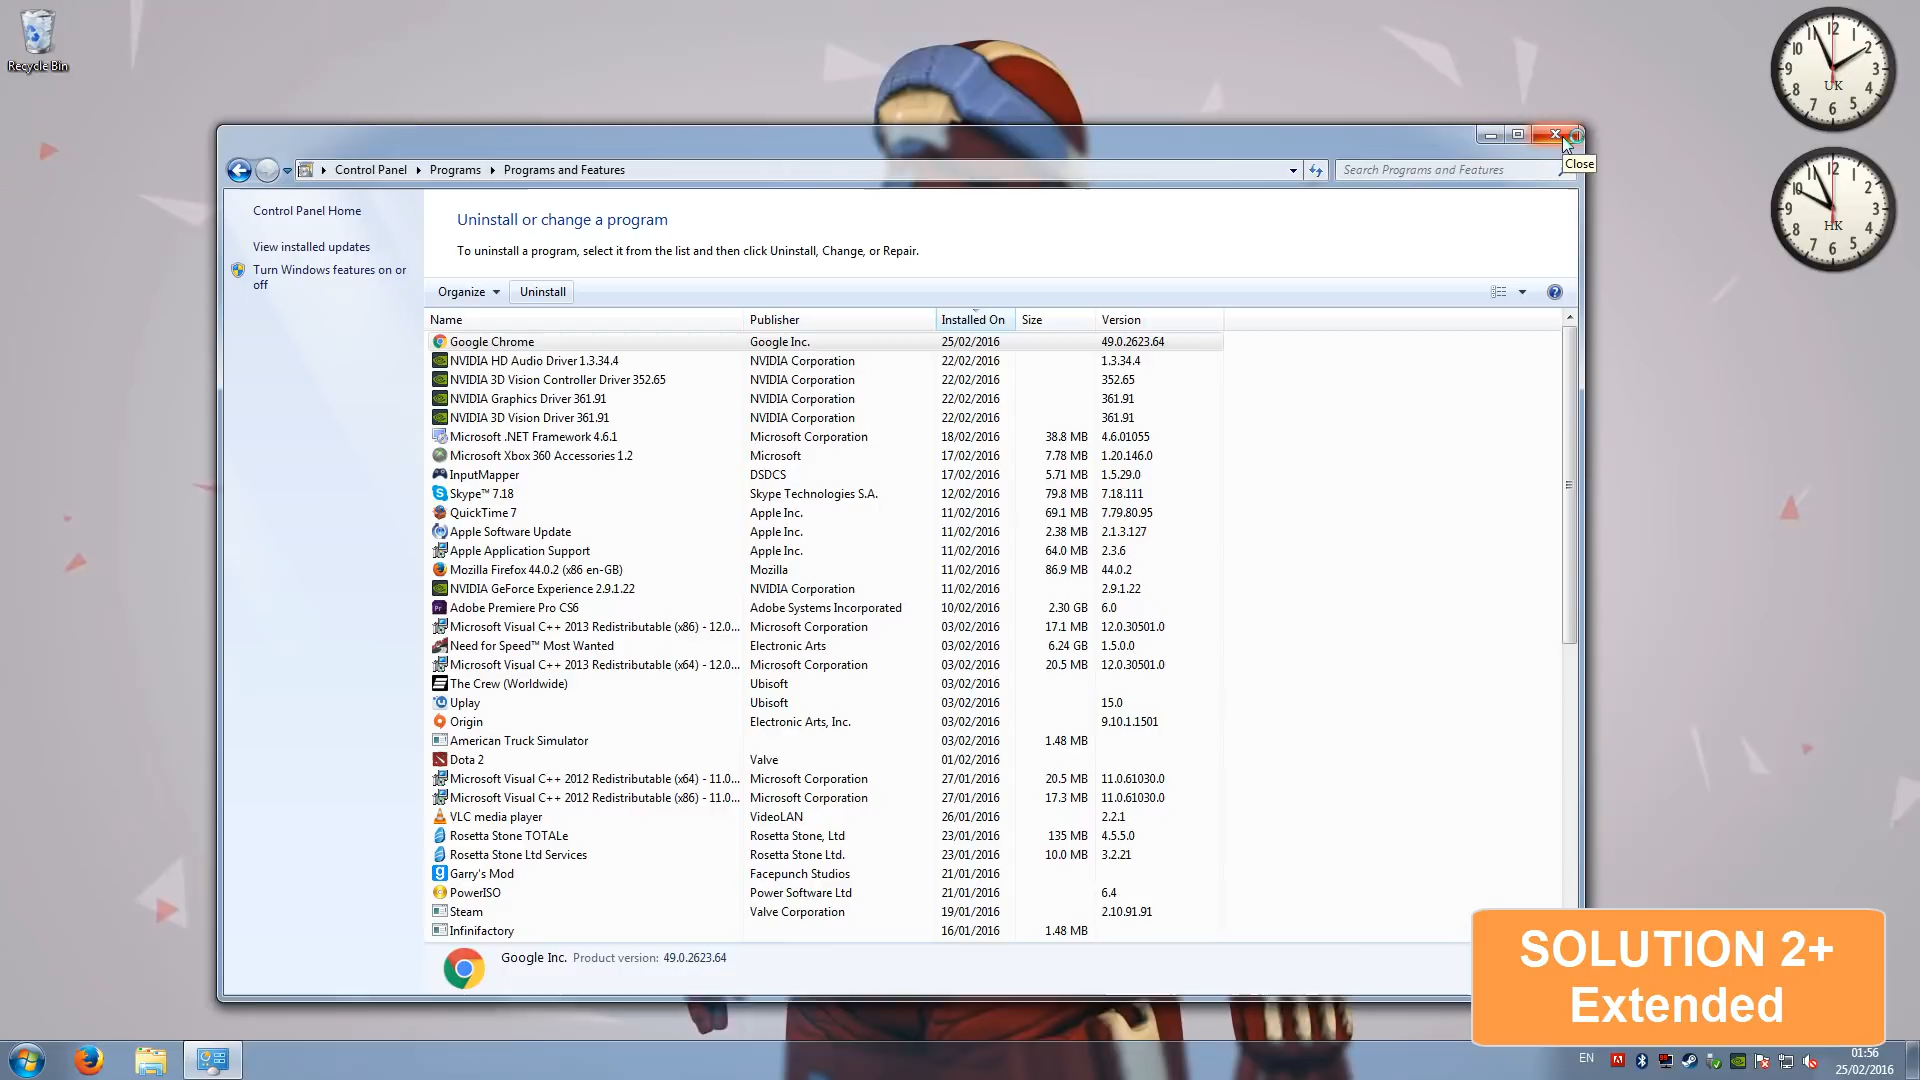 Recycle Bin
12
11 1
10 2
9 3
UK
8 4
7 5
6
12
11 1
10 2
9 3
HK
8 4
7 5
6
Control Panel Programs Programs and Features
Search Programs and Features
Close
Control Panel Home
View installed updates
Turn Windows features on or
off
Uninstall or change a program
To uninstall a program, select it from the list and then click Uninstall, Change, or Repair.
Organize Uninstall
Name Publisher Installed On Size Version
Google Chrome Google Inc. 25/02/2016 49.0.2623.64
NVIDIA HD Audio Driver 1.3.34.4 NVIDIA Corporation 22/02/2016 1.3.34.4
NVIDIA 3D Vision Controller Driver 352.65 NVIDIA Corporation 22/02/2016 352.65
NVIDIA Graphics Driver 361.91 NVIDIA Corporation 22/02/2016 361.91
NVIDIA 3D Vision Driver 361.91 NVIDIA Corporation 22/02/2016 361.91
Microsoft .NET Framework 4.6.1 Microsoft Corporation 18/02/2016 38.8 MB 4.6.01055
Microsoft Xbox 360 Accessories 1.2 Microsoft 17/02/2016 7.78 MB 1.20.146.0
InputMapper DSDCS 17/02/2016 5.71 MB 1.5.29.0
Skype™ 7.18 Skype Technologies S.A. 12/02/2016 79.8 MB 7.18.111
QuickTime 7 Apple Inc. 11/02/2016 69.1 MB 7.79.80.95
Apple Software Update Apple Inc. 11/02/2016 2.38 MB 2.1.3.127
Apple Application Support Apple Inc. 11/02/2016 64.0 MB 2.3.6
Mozilla Firefox 44.0.2 (x86 en-GB) Mozilla 11/02/2016 86.9 MB 44.0.2
NVIDIA GeForce Experience 2.9.1.22 NVIDIA Corporation 11/02/2016 2.9.1.22
Adobe Premiere Pro CS6 Adobe Systems Incorporated 10/02/2016 2.30 GB 6.0
Microsoft Visual C++ 2013 Redistributable (x86) - 12.0... Microsoft Corporation 03/02/2016 17.1 MB 12.0.30501.0
Need for Speed™ Most Wanted Electronic Arts 03/02/2016 6.24 GB 1.5.0.0
Microsoft Visual C++ 2013 Redistributable (x64) - 12.0... Microsoft Corporation 03/02/2016 20.5 MB 12.0.30501.0
The Crew (Worldwide) Ubisoft 03/02/2016
Uplay Ubisoft 03/02/2016 15.0
Origin Electronic Arts, Inc. 03/02/2016 9.10.1.1501
American Truck Simulator 03/02/2016 1.48 MB
Dota 2 Valve 01/02/2016
Microsoft Visual C++ 2012 Redistributable (x64) - 11.0... Microsoft Corporation 27/01/2016 20.5 MB 11.0.61030.0
Microsoft Visual C++ 2012 Redistributable (x86) - 11.0... Microsoft Corporation 27/01/2016 17.3 MB 11.0.61030.0
VLC media player VideoLAN 26/01/2016 2.2.1
Rosetta Stone TOTALe Rosetta Stone, Ltd 23/01/2016 135 MB 4.5.5.0
Rosetta Stone Ltd Services Rosetta Stone Ltd. 23/01/2016 10.0 MB 3.2.21
Garry's Mod Facepunch Studios 21/01/2016
PowerISO Power Software Ltd 21/01/2016 6.4
Steam Valve Corporation 19/01/2016 2.10.91.91
Infinifactory 16/01/2016 1.48 MB
Google Inc. Product version: 49.0.2623.64
SOLUTION 2+
Extended
EN
01:56
25/02/2016